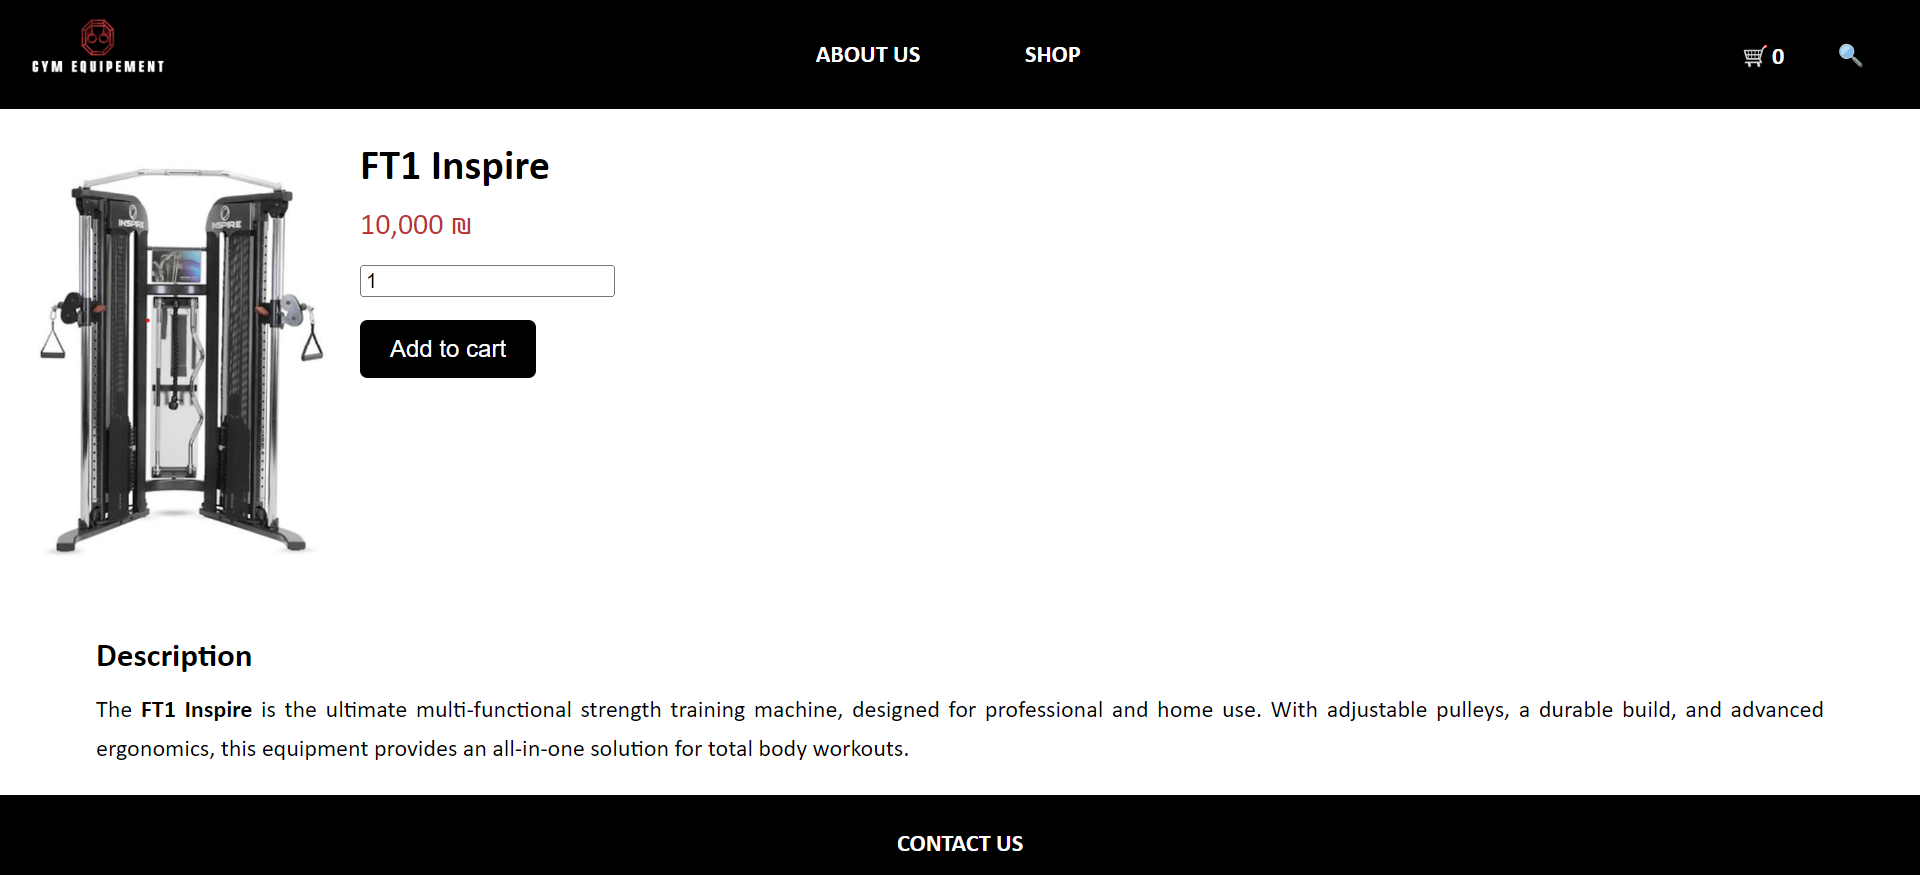 GYM EQUIPEMENT
ABOUT US
SHOP
0
FT1 Inspire
10,000 ₪
1
Add to cart
INSPIRE
INSPIRE
Description
The FT1 Inspire is the ultimate multi-functional strength training machine, designed for professional and home use. With adjustable pulleys, a durable build, and advanced
ergonomics, this equipment provides an all-in-one solution for total body workouts.
CONTACT US